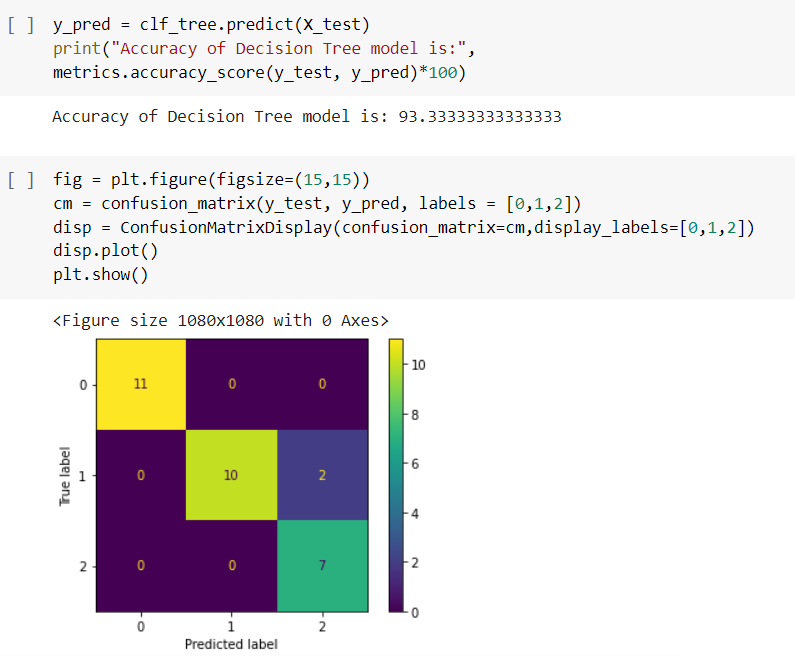 [ ] y_pred = clf_tree.predict(X_test)
print("Accuracy of Decision Tree model is:",
metrics.accuracy_score(y_test, y_pred)*100)
Accuracy of Decision Tree model is: 93.33333333333333
[ ] fig = plt.figure(figsize=(15,15))
cm = confusion_matrix(y_test, y_pred, labels = [0,1,2])
disp = ConfusionMatrixDisplay(confusion_matrix=cm,display_labels=[0,1,2])
disp.plot()
plt.show()
<Figure size 1080x1080 with 0 Axes>
True label
0 11 0 0
1 0 10 2
2 0 0 7
0 1 2
Predicted label
10
8
6
4
2
0